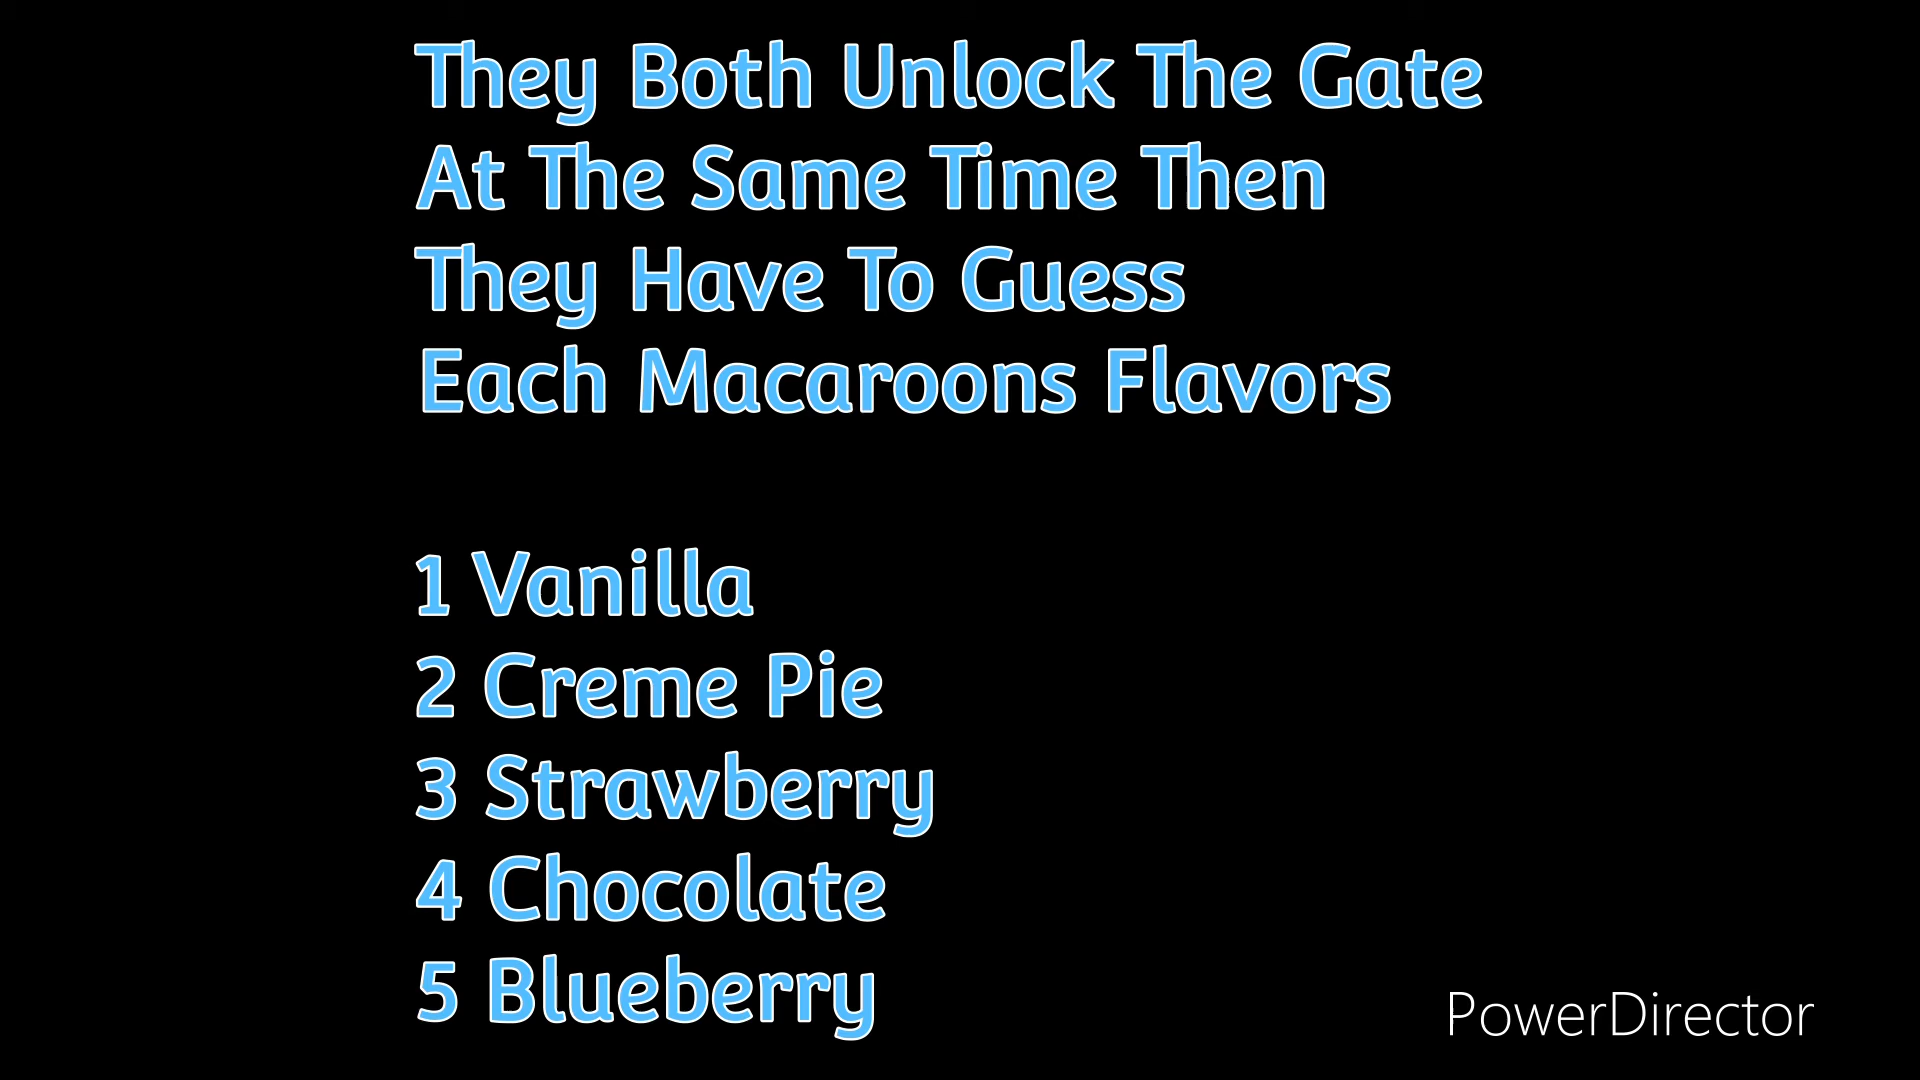 They Both Unlock The Gate
At The Same Time Then
They Have To Guess
Each Macaroons Flavors
1 Vanilla
2 Creme Pie
3 Strawberry
4 Chocolate
5 Blueberry
PowerDirector